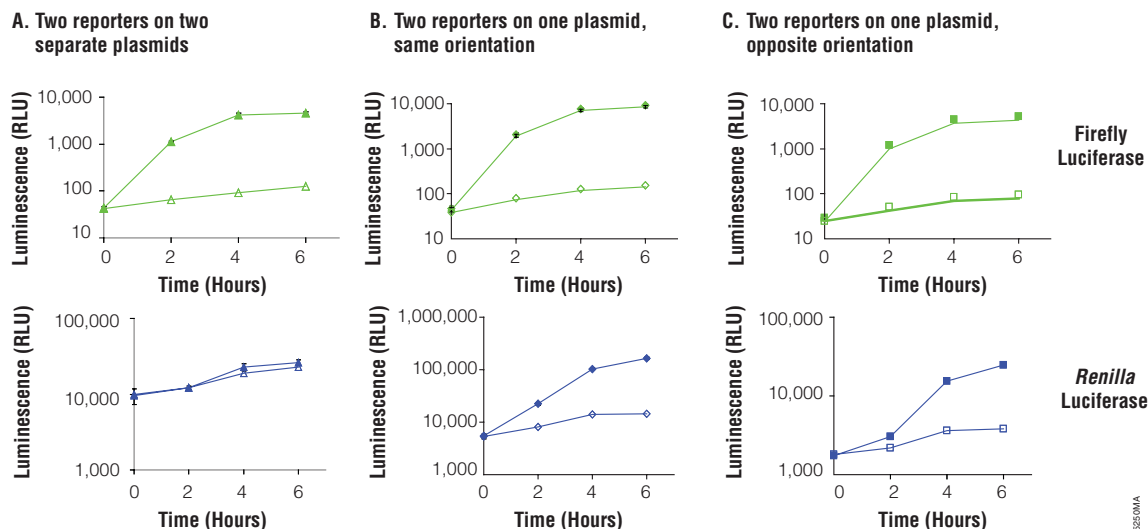 A. Two reporters on two
separate plasmids
B. Two reporters on one plasmid,
same orientation
C. Two reporters on one plasmid,
opposite orientation
Luminescence (RLU)
10,000
1,000
100
10
0 2 4 6
Time (Hours)
Luminescence (RLU)
10,000
1,000
100
10
0 2 4 6
Time (Hours)
Luminescence (RLU)
10,000
1,000
100
10
0 2 4 6
Time (Hours)
Firefly
Luciferase
Luminescence (RLU)
100,000
10,000
1,000
0 2 4 6
Time (Hours)
Luminescence (RLU)
1,000,000
100,000
10,000
1,000
0 2 4 6
Time (Hours)
Luminescence (RLU)
100,000
10,000
1,000
0 2 4 6
Time (Hours)
Renilla
Luciferase